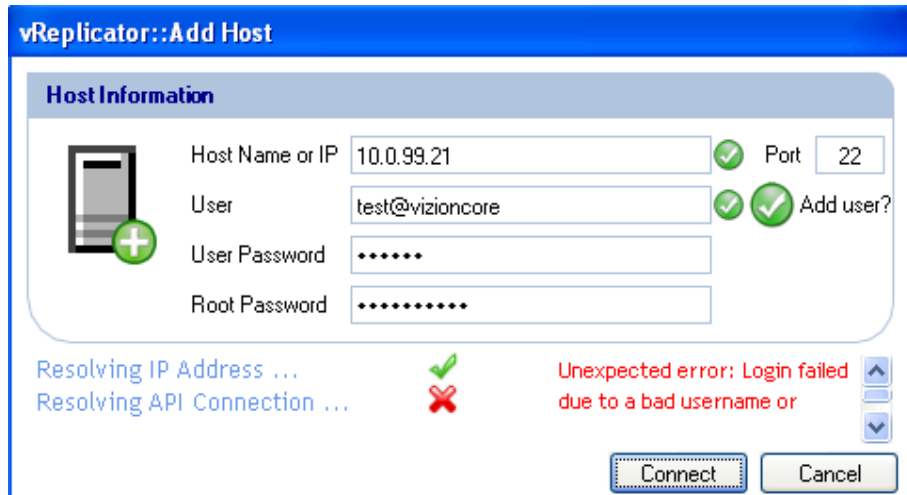 vReplicator::Add Host
Host Information
Host Name or IP 10.0.99.21 Port 22
User test@vizioncore Add user?
User Password ••••••
Root Password ••••••••••
Resolving IP Address ... Unexpected error: Login failed
Resolving API Connection ... due to a bad username or
Connect Cancel